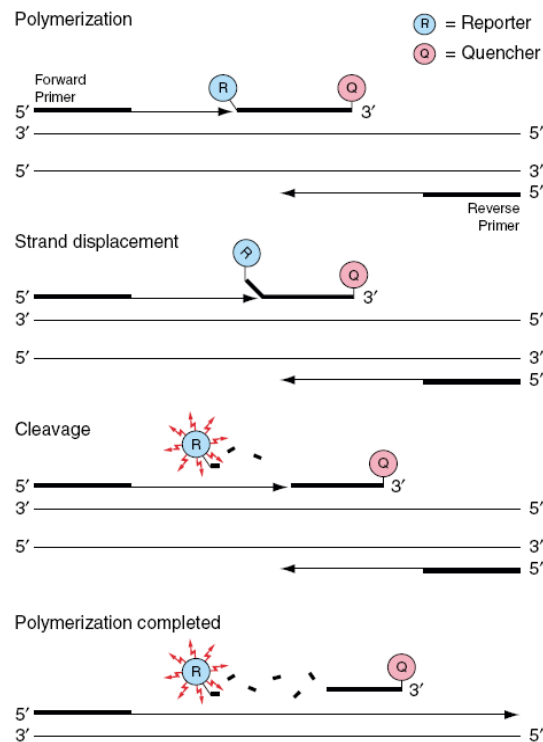 Polymerization
R = Reporter
Q = Quencher
Forward
Primer
R Q
5′ 3′
3′ 5′
5′ 3′
5′
Reverse
Primer
Strand displacement
R Q
5′ 3′
3′ 5′
5′ 3′
5′
Cleavage
R Q
5′ 3′
3′ 5′
5′ 3′
5′
Polymerization completed
R Q
3′
5′
3′ 5′